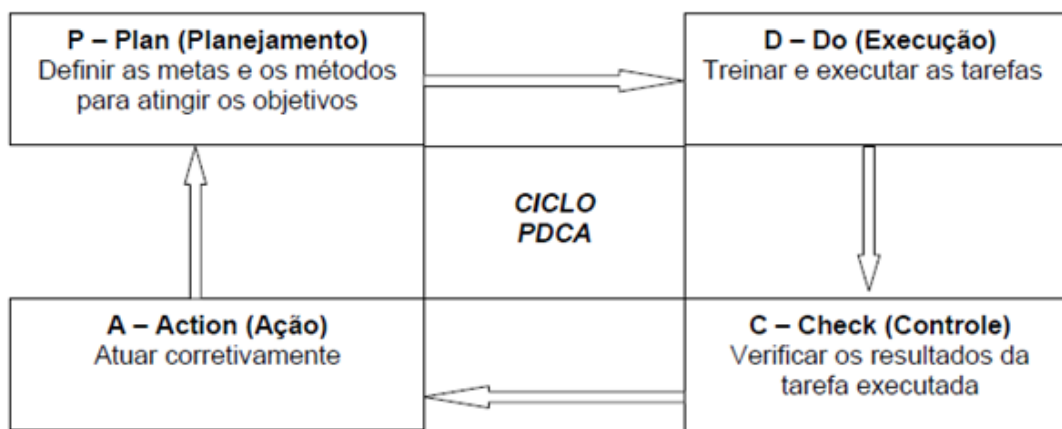 P – Plan (Planejamento)
Definir as metas e os métodos
para atingir os objetivos
D – Do (Execução)
Treinar e executar as tarefas
CICLO
PDCA
A – Action (Ação)
Atuar corretivamente
C – Check (Controle)
Verificar os resultados da
tarefa executada